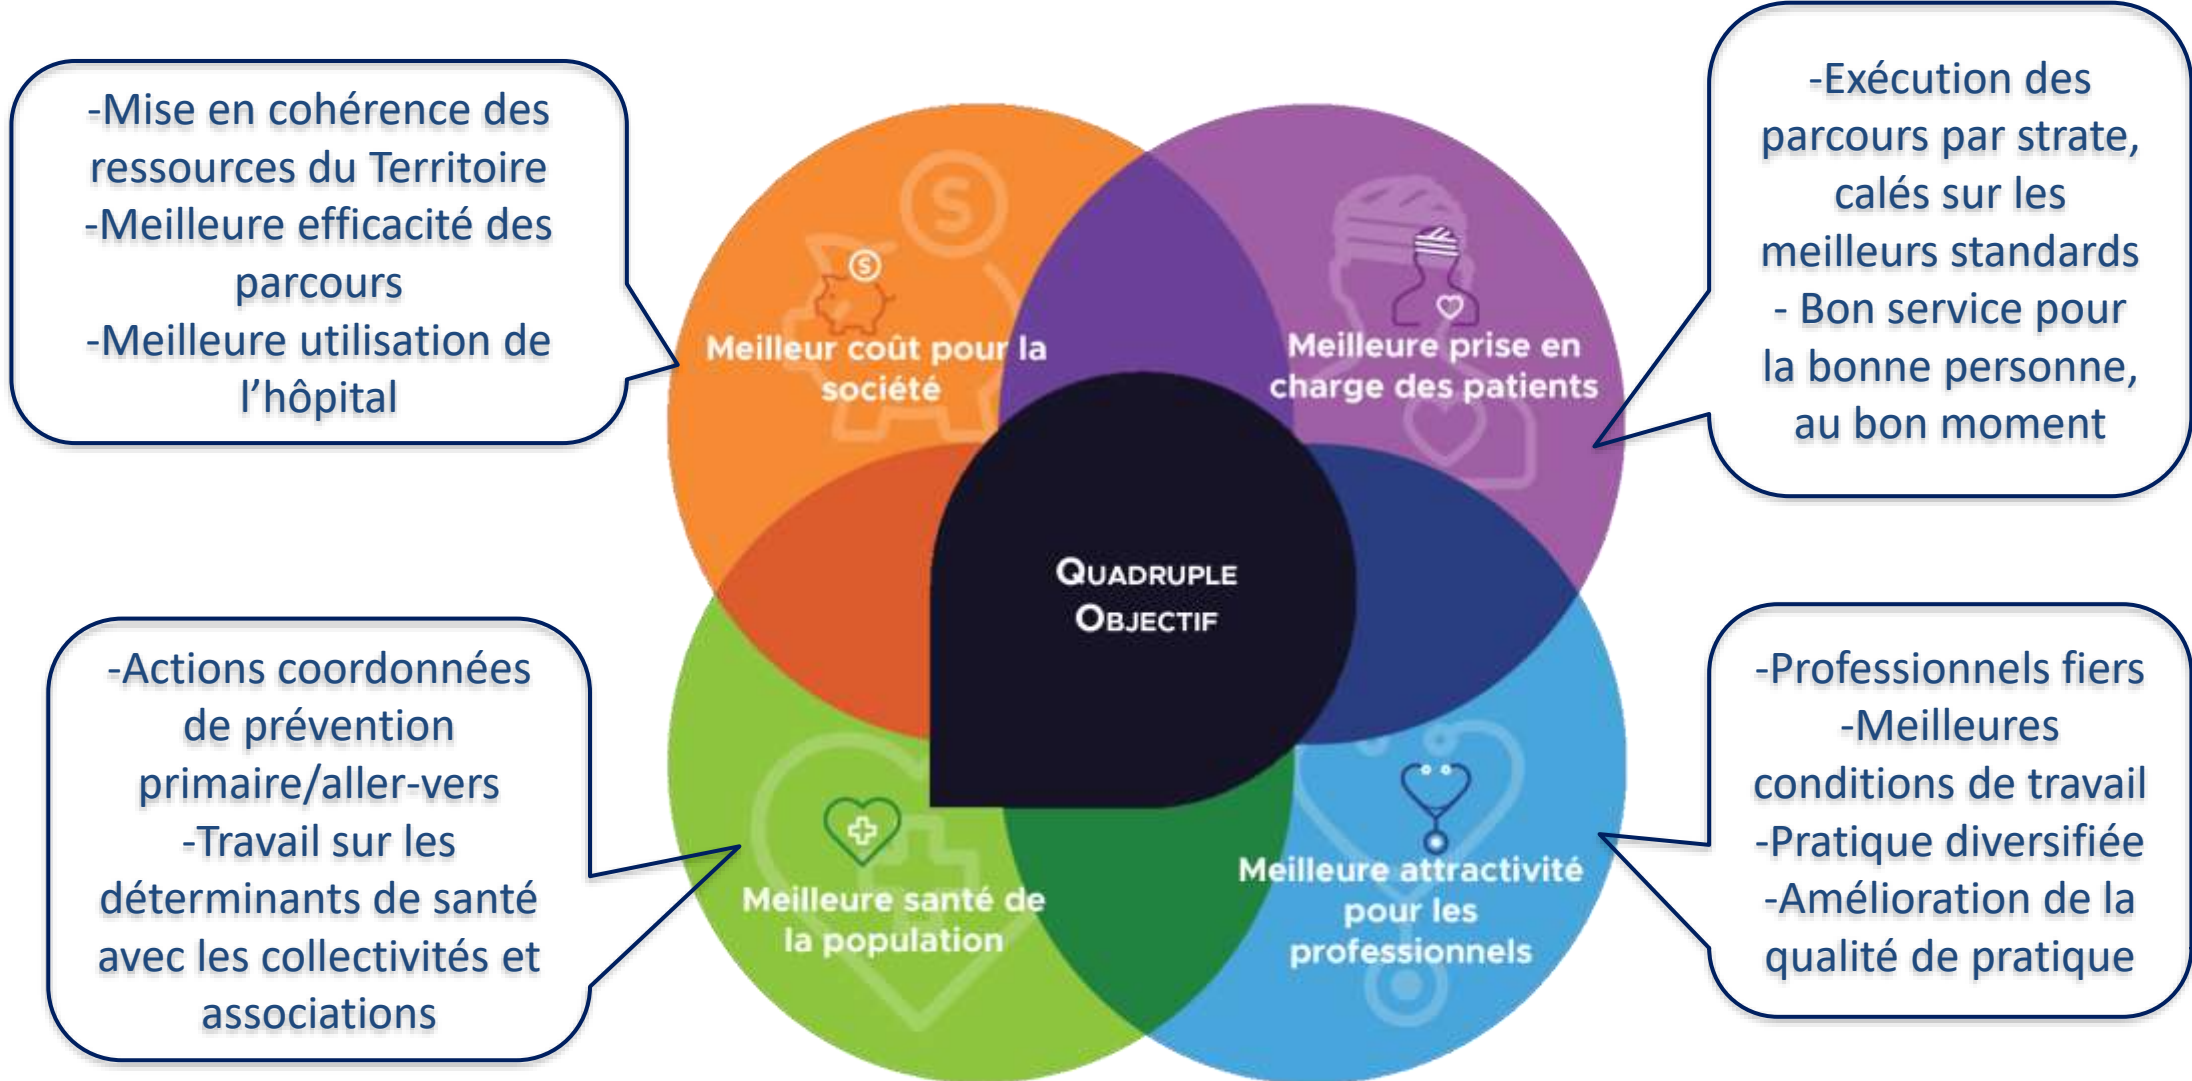 -Mise en cohérence des
ressources du Territoire
-Meilleure efficacité des
parcours
-Meilleure utilisation de
l’hôpital
-Exécution des
parcours par strate,
calés sur les
meilleurs standards
- Bon service pour
la bonne personne,
au bon moment
S
S
Meilleur coût pour la
société
Meilleure prise en
charge des patients
QUADRUPLE
OBJECTIF
-Actions coordonnées
de prévention
primaire/aller-vers
-Travail sur les
déterminants de santé
avec les collectivités et
associations
Meilleure santé de
la population
Meilleure attractivité
pour les
professionnels
-Professionnels fiers
-Meilleures
conditions de travail
-Pratique diversifiée
-Amélioration de la
qualité de pratique